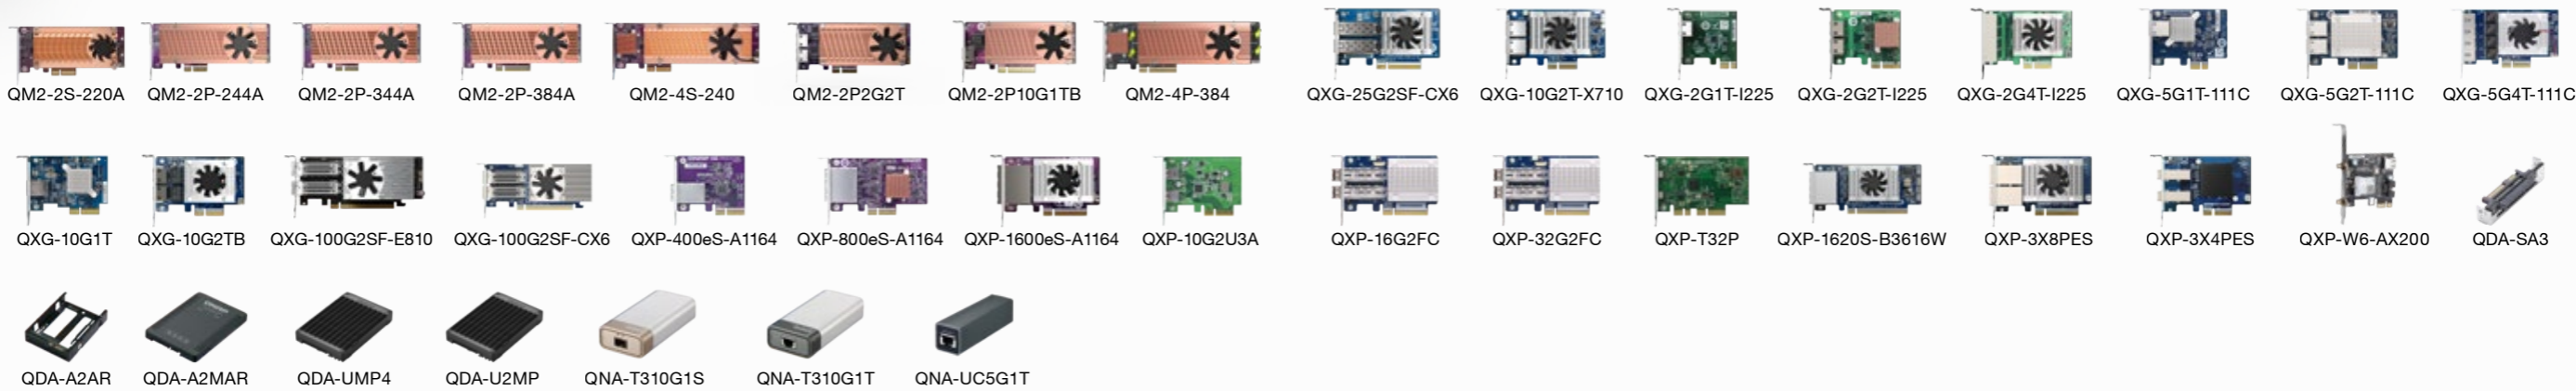 QM2-2S-220A QM2-2P-244A QM2-2P-344A QM2-2P-384A QM2-4S-240 QM2-2P2G2T QM2-2P10G1TB QM2-4P-384 QXG-25G2SF-CX6 QXG-10G2T-X710 QXG-2G1T-I225 QXG-2G2T-I225 QXG-2G4T-I225 QXG-5G1T-111C QXG-5G2T-111C QXG-5G4T-111C
QXG-10G1T QXG-10G2TB QXG-100G2SF-E810 QXG-100G2SF-CX6 QXP-400eS-A1164 QXP-800eS-A1164 QXP-1600eS-A1164 QXP-10G2U3A QXP-16G2FC QXP-32G2FC QXP-T32P QXP-1620S-B3616W QXP-3X8PES QXP-3X4PES QXP-W6-AX200 QDA-SA3
QDA-A2AR QDA-A2MAR QDA-UMP4 QDA-U2MP QNA-T310G1S QNA-T310G1T QNA-UC5G1T